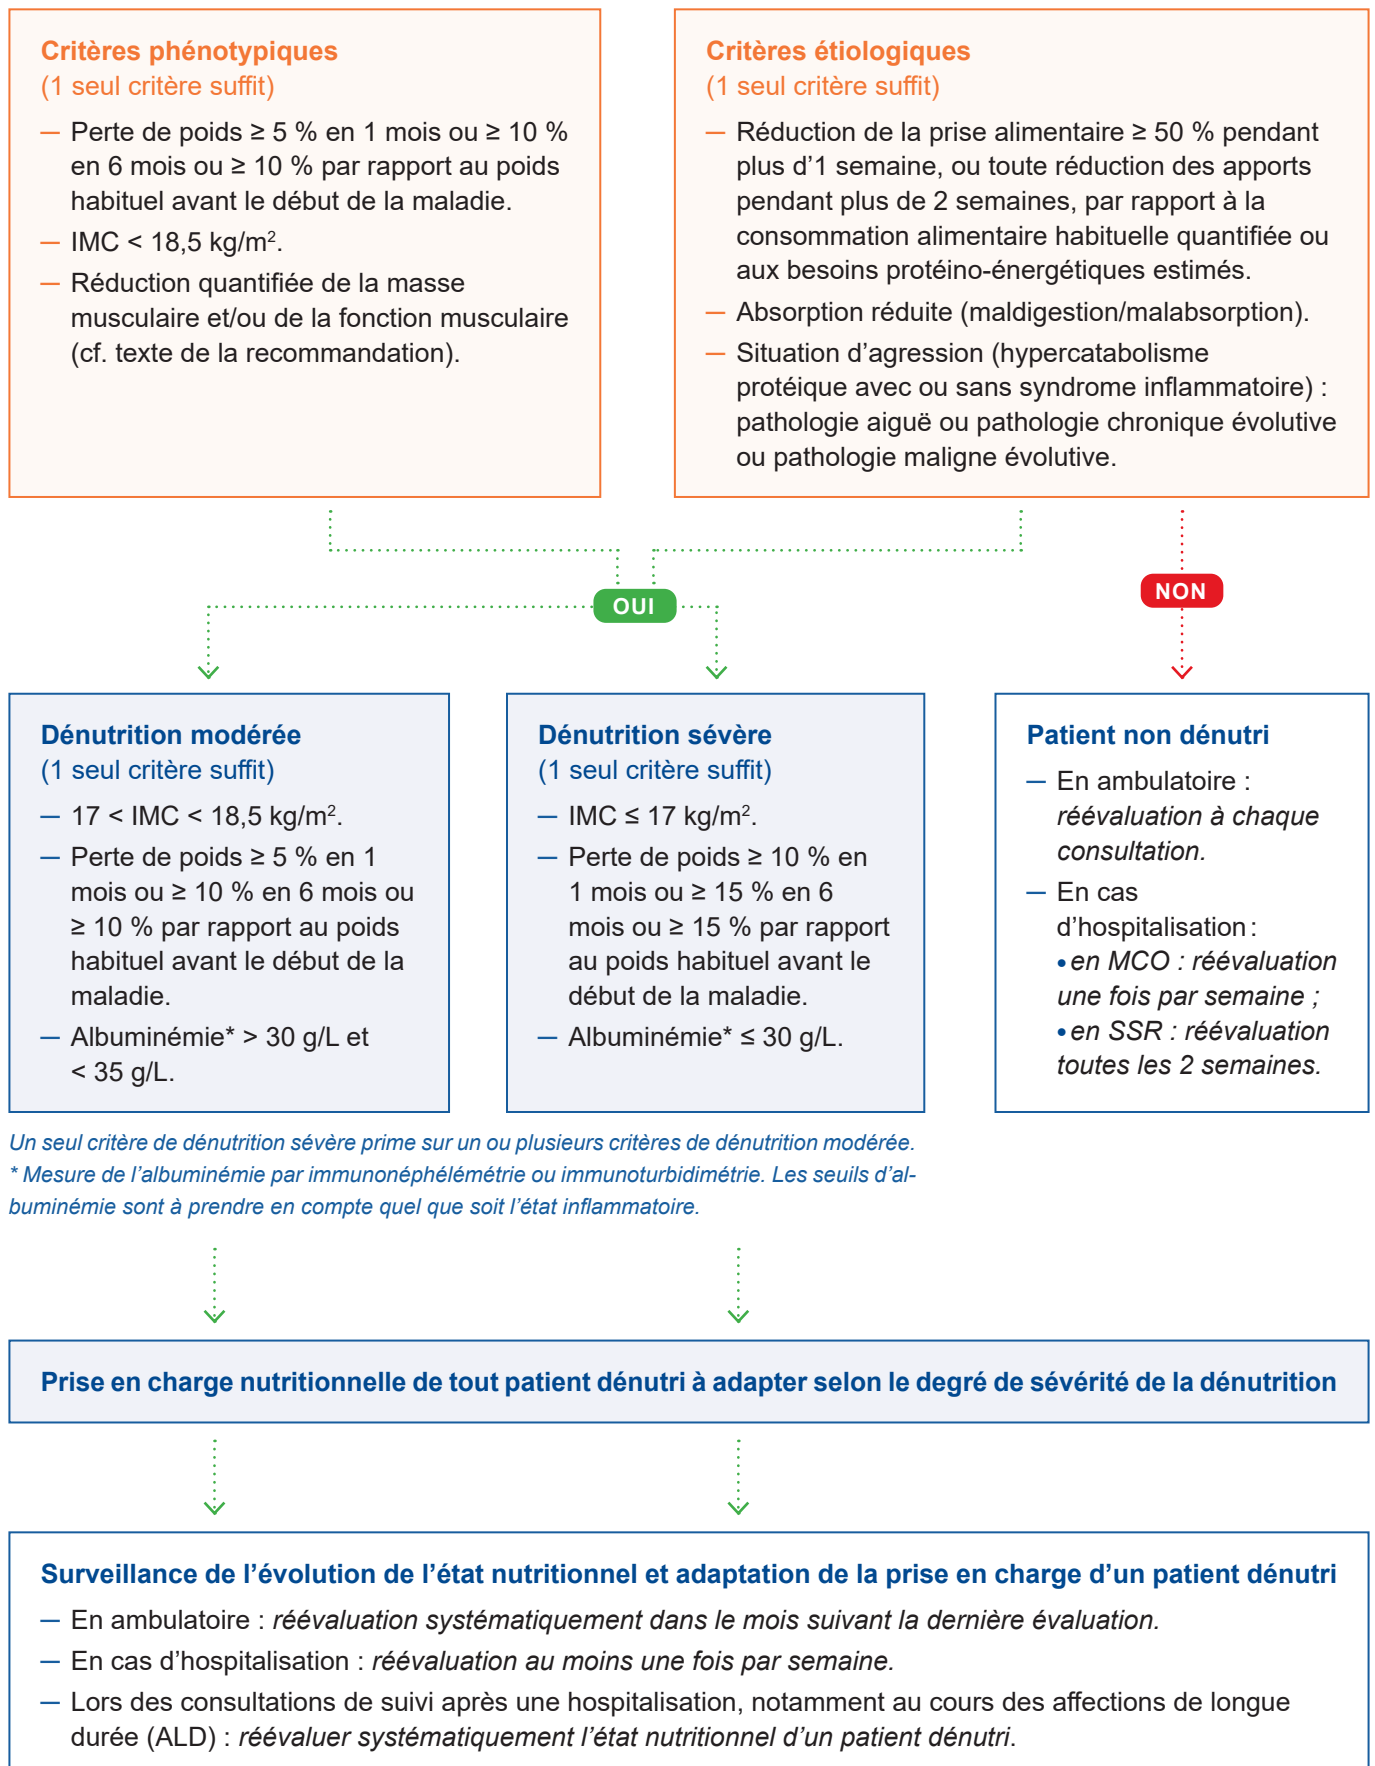 Critères phénotypiques
(1 seul critère suffit)
— Perte de poids ≥ 5 % en 1 mois ou ≥ 10 %
en 6 mois ou ≥ 10 % par rapport au poids
habituel avant le début de la maladie.
— IMC < 18,5 kg/m².
— Réduction quantifiée de la masse
musculaire et/ou de la fonction musculaire
(cf. texte de la recommandation).
Critères étiologiques
(1 seul critère suffit)
— Réduction de la prise alimentaire ≥ 50 % pendant
plus d’1 semaine, ou toute réduction des apports
pendant plus de 2 semaines, par rapport à la
consommation alimentaire habituelle quantifiée ou
aux besoins protéino-énergétiques estimés.
— Absorption réduite (maldigestion/malabsorption).
— Situation d’agression (hypercatabolisme
protéique avec ou sans syndrome inflammatoire) :
pathologie aiguë ou pathologie chronique évolutive
ou pathologie maligne évolutive.
OUI
NON
Dénutrition modérée
(1 seul critère suffit)
— 17 < IMC < 18,5 kg/m².
— Perte de poids ≥ 5 % en 1
mois ou ≥ 10 % en 6 mois ou
≥ 10 % par rapport au poids
habituel avant le début de la
maladie.
— Albuminémie* > 30 g/L et
< 35 g/L.
Dénutrition sévère
(1 seul critère suffit)
— IMC ≤ 17 kg/m².
— Perte de poids ≥ 10 % en
1 mois ou ≥ 15 % en 6
mois ou ≥ 15 % par rapport
au poids habituel avant le
début de la maladie.
— Albuminémie* ≤ 30 g/L.
Patient non dénutri
— En ambulatoire :
réévaluation à chaque
consultation.
— En cas
d’hospitalisation :
• en MCO : réévaluation
une fois par semaine ;
• en SSR : réévaluation
toutes les 2 semaines.
Un seul critère de dénutrition sévère prime sur un ou plusieurs critères de dénutrition modérée.
* Mesure de l’albuminémie par immunonéphélémétrie ou immunoturbidimétrie. Les seuils d’al-
buminémie sont à prendre en compte quel que soit l’état inflammatoire.
Prise en charge nutritionnelle de tout patient dénutri à adapter selon le degré de sévérité de la dénutrition
Surveillance de l’évolution de l’état nutritionnel et adaptation de la prise en charge d’un patient dénutri
— En ambulatoire : réévaluation systématiquement dans le mois suivant la dernière évaluation.
— En cas d’hospitalisation : réévaluation au moins une fois par semaine.
— Lors des consultations de suivi après une hospitalisation, notamment au cours des affections de longue
durée (ALD) : réévaluer systématiquement l’état nutritionnel d’un patient dénutri.